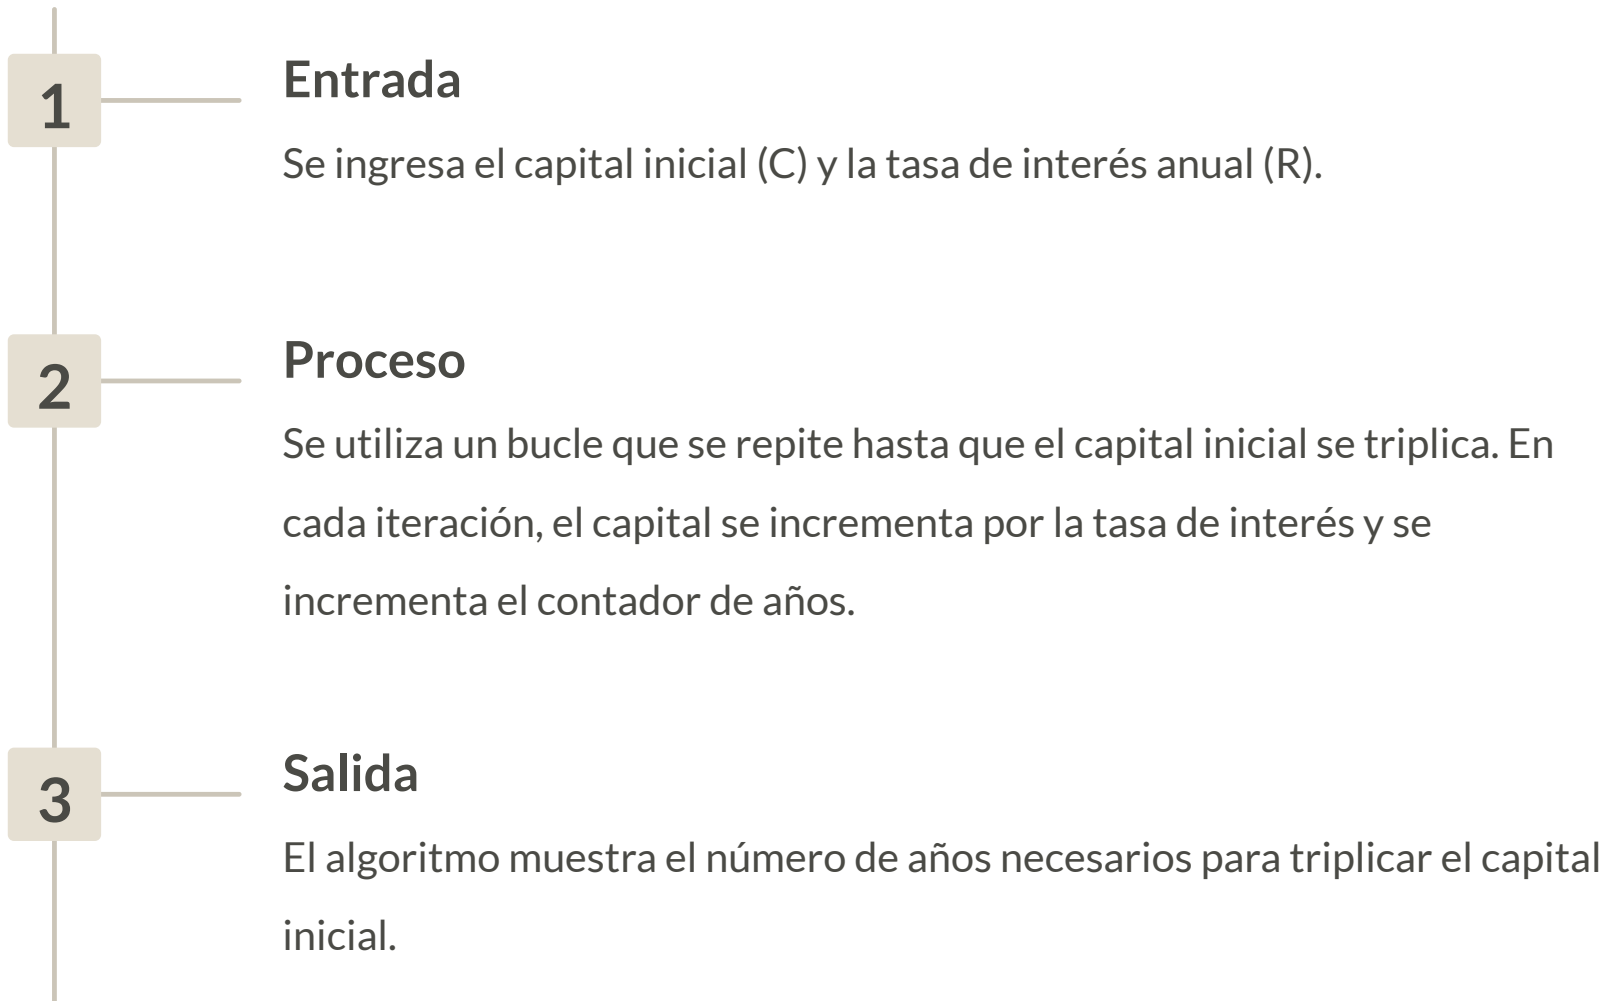 1
Entrada
Se ingresa el capital inicial (C) y la tasa de interés anual (R).
2
Proceso
Se utiliza un bucle que se repite hasta que el capital inicial se triplica. En
cada iteración, el capital se incrementa por la tasa de interés y se
incrementa el contador de años.
3
Salida
El algoritmo muestra el número de años necesarios para triplicar el capital
inicial.